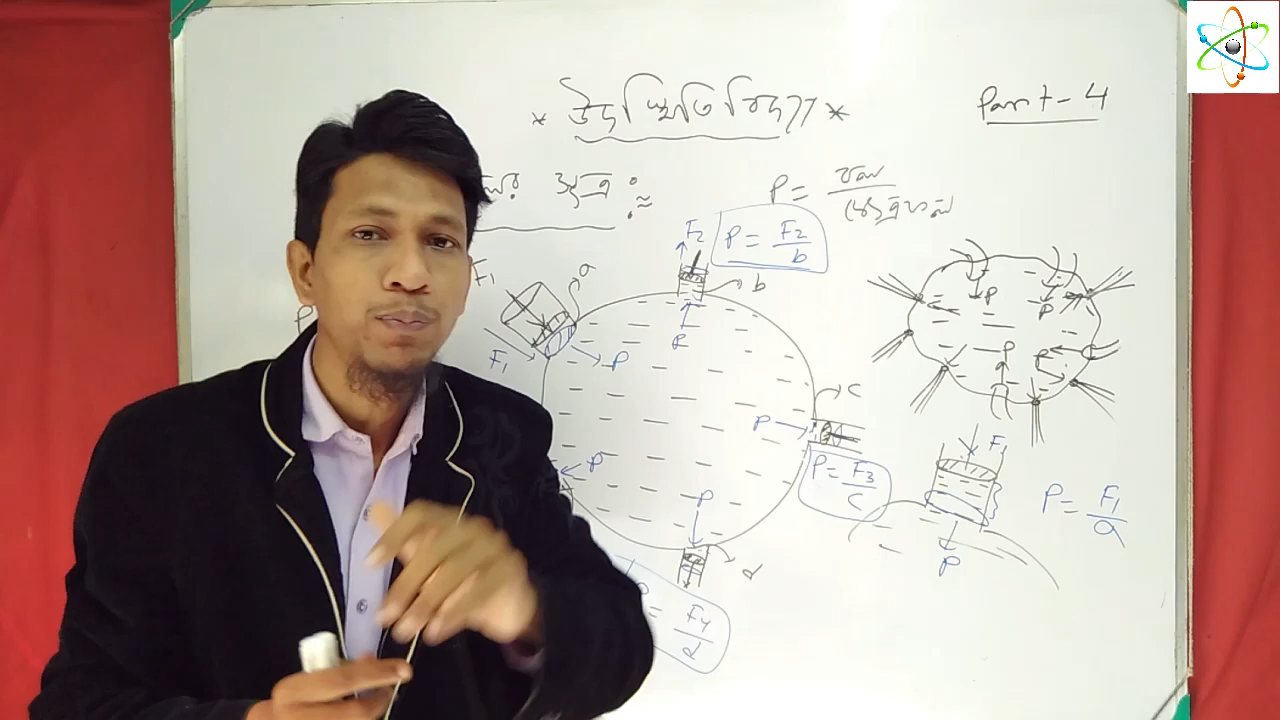 * উদস্থিতি বিদ্যা *
Part - 4
সূত্র :
P = বল / ক্ষেত্রফল
F₂
P = F₂ / b
F₁
a
b
P
P
F₁
P
P
P
P
C
P
P
P = F₃ / C
F₁
P = F₁ / a
P
P
d
= F₄ / d